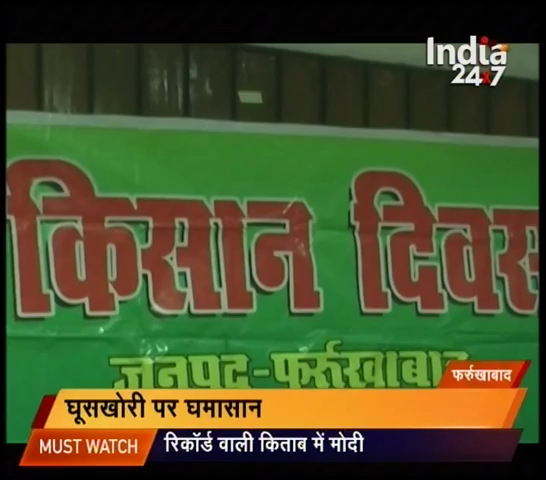 India
24x7
किसान दिवस
जनपद-फर्रुखाबाद
फर्रुखाबाद
घूसखोरी पर घमासान
MUST WATCH रिकॉर्ड वाली किताब में मोदी